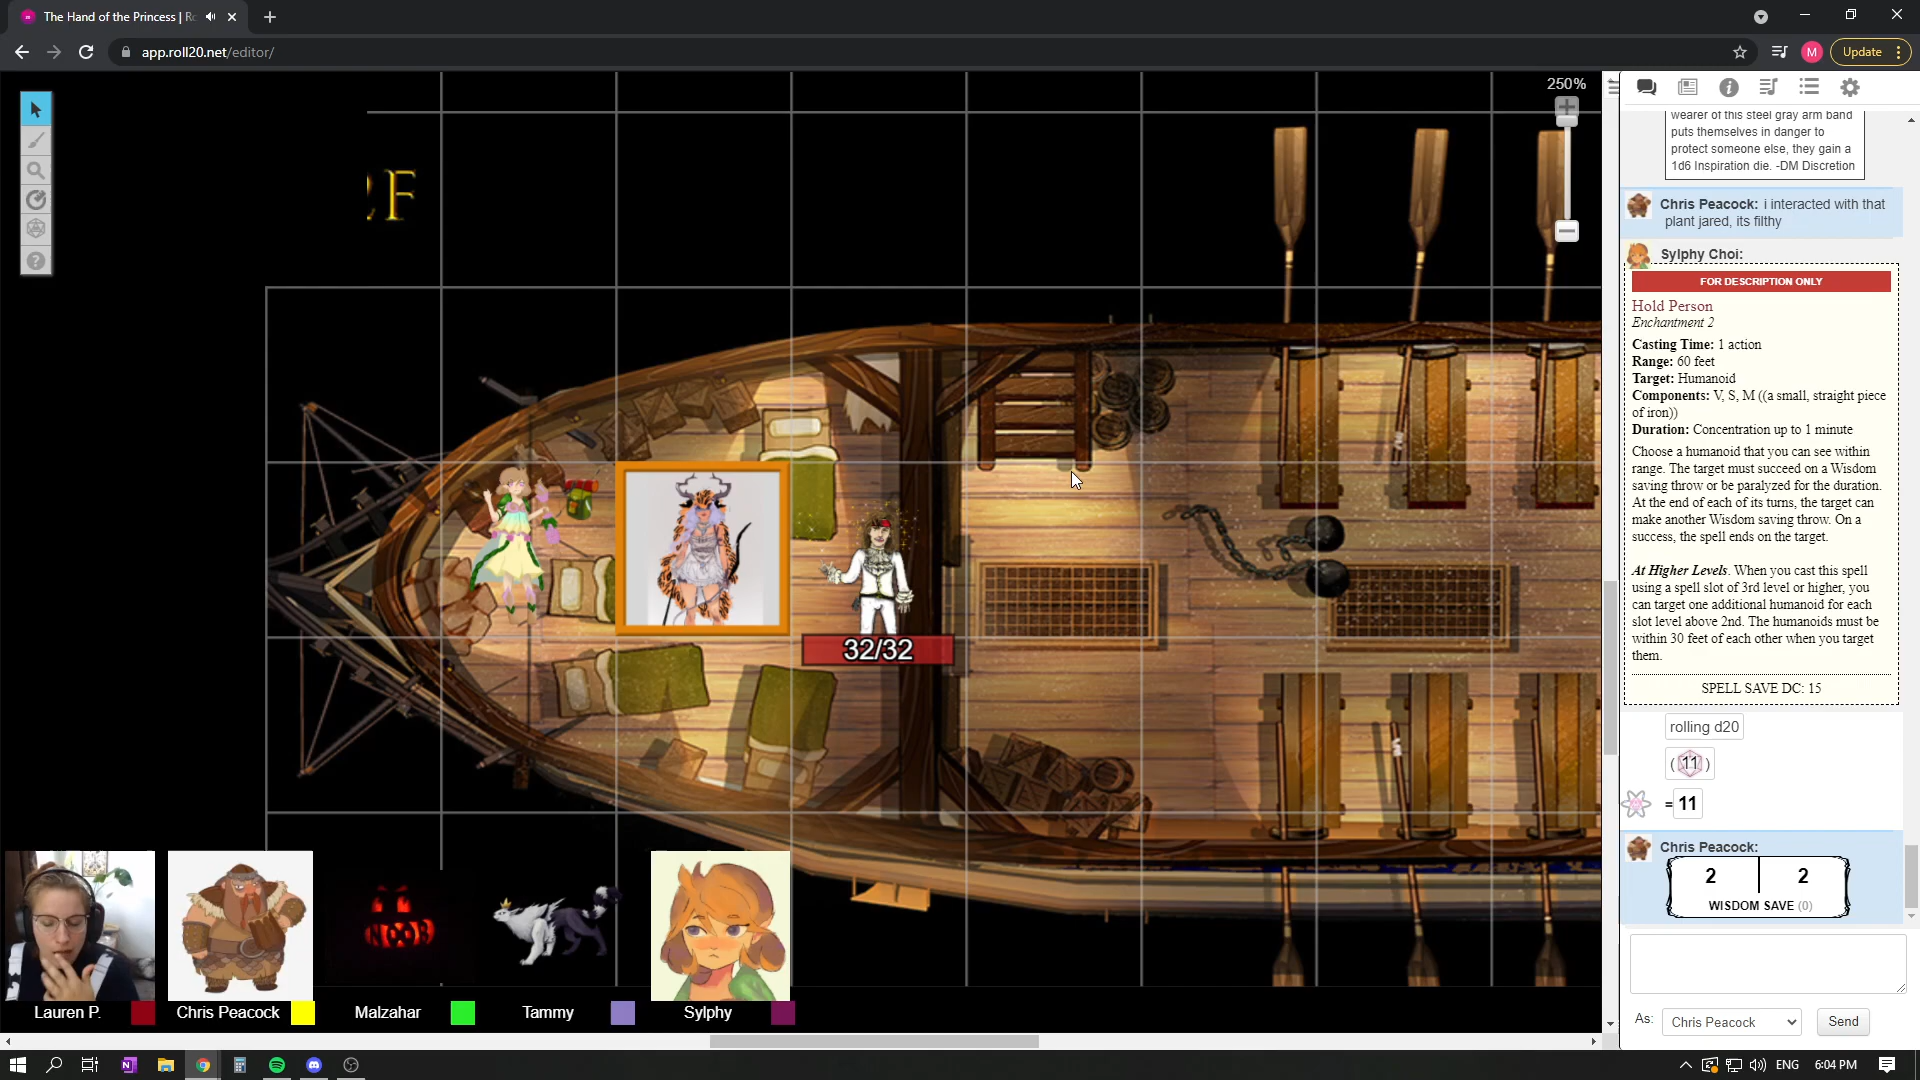 The Hand of the Princess | Ro
app.roll20.net/editor/
M
Update
250%
F
32/32
Lauren P.
Chris Peacock
Malzahar
Tammy
Sylphy
wearer of this steel gray arm band
puts themselves in danger to
protect someone else, they gain a
1d6 Inspiration die. -DM Discretion
Chris Peacock: i interacted with that
plant jared, its filthy
Sylphy Choi:
FOR DESCRIPTION ONLY
Hold Person
Enchantment 2
Casting Time: 1 action
Range: 60 feet
Target: Humanoid
Components: V, S, M ((a small, straight piece
of iron))
Duration: Concentration up to 1 minute
Choose a humanoid that you can see within
range. The target must succeed on a Wisdom
saving throw or be paralyzed for the duration.
At the end of each of its turns, the target can
make another Wisdom saving throw. On a
success, the spell ends on the target.
At Higher Levels. When you cast this spell
using a spell slot of 3rd level or higher, you
can target one additional humanoid for each
slot level above 2nd. The humanoids must be
within 30 feet of each other when you target
them.
SPELL SAVE DC: 15
rolling d20
(11)
=11
Chris Peacock:
2 2
WISDOM SAVE (0)
As: Chris Peacock Send
ENG 6:04 PM